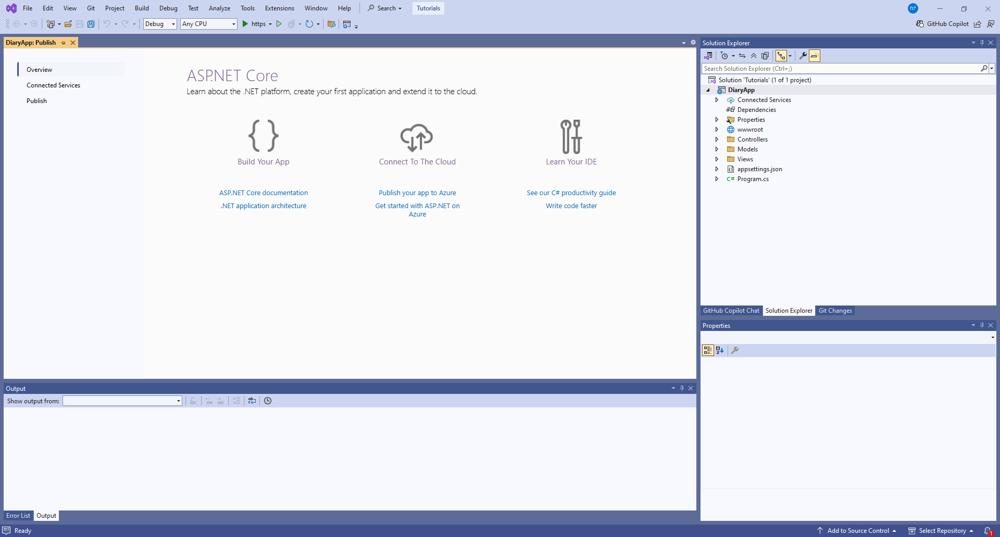 File Edit View Git Project Build Debug Test Analyze Tools Extensions Window Help Search Tutorials D7
Debug Any CPU https GitHub Copilot
DiaryApp: Publish
Overview
Connected Services
Publish
ASP.NET Core
Learn about the .NET platform, create your first application and extend it to the cloud.
Build Your App
ASP.NET Core documentation
.NET application architecture
Connect To The Cloud
Publish your app to Azure
Get started with ASP.NET on
Azure
Learn Your IDE
See our C# productivity guide
Write code faster
Solution Explorer
Search Solution Explorer (Ctrl+;)
Solution 'Tutorials' (1 of 1 project)
DiaryApp
Connected Services
Dependencies
Properties
wwwroot
Controllers
Models
Views
appsettings.json
C# Program.cs
GitHub Copilot Chat Solution Explorer Git Changes
Properties
Output
Show output from:
Error List Output
Ready Add to Source Control Select Repository 1